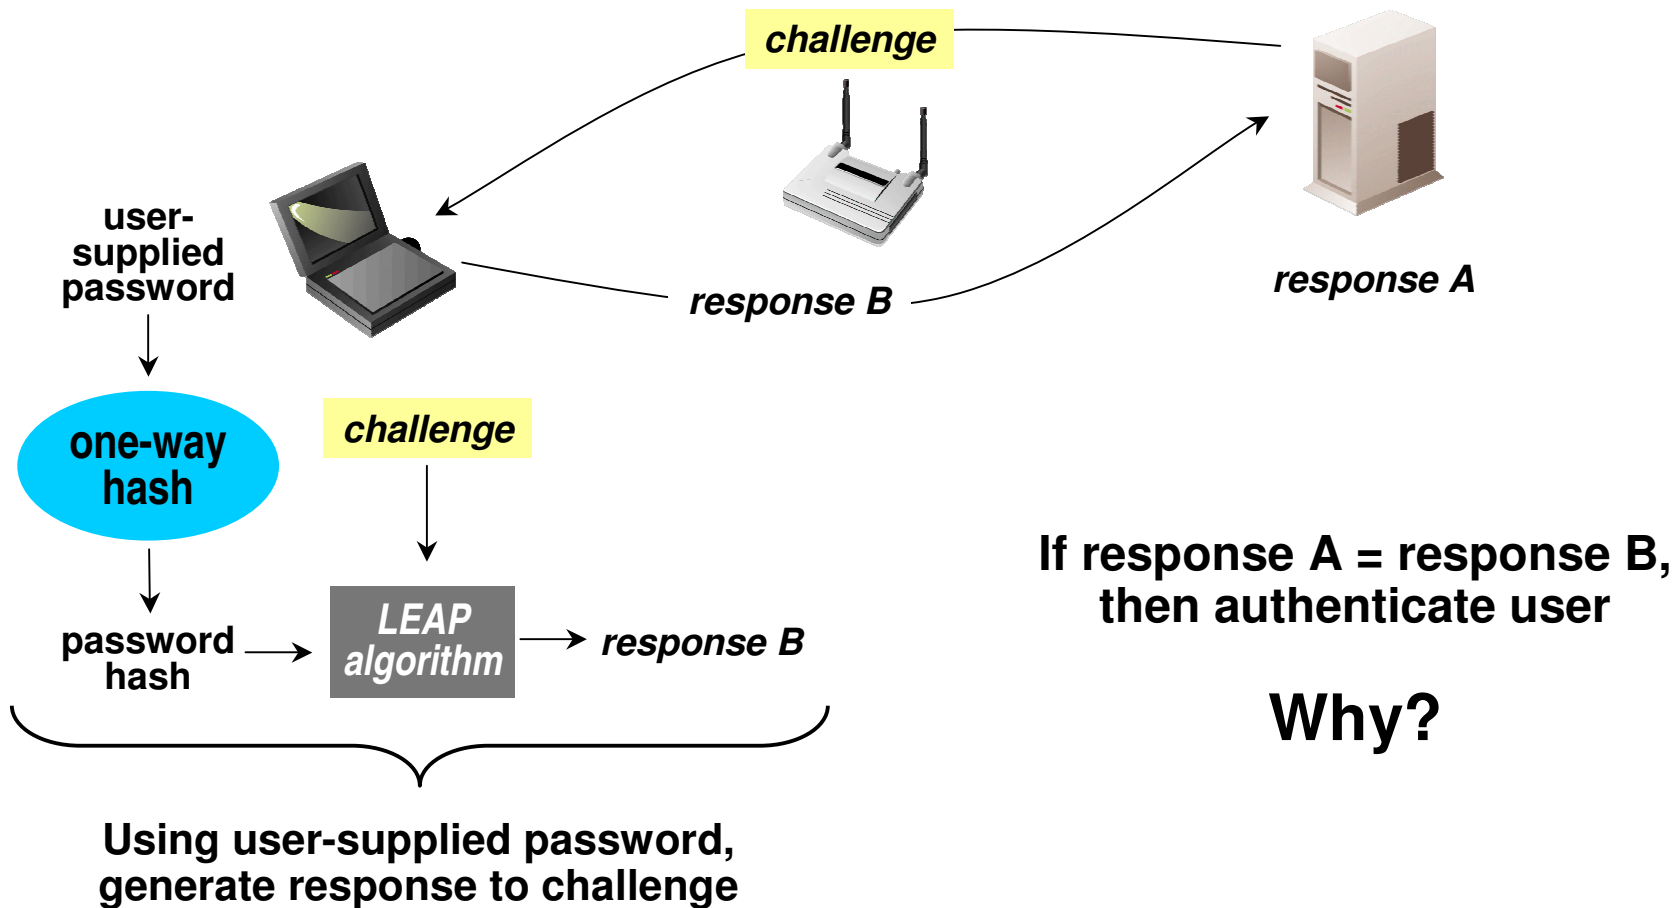 challenge
user-
supplied
password
response B
response A
one-way
hash
challenge
password
hash
LEAP
algorithm
response B
If response A = response B,
then authenticate user
Why?
Using user-supplied password,
generate response to challenge